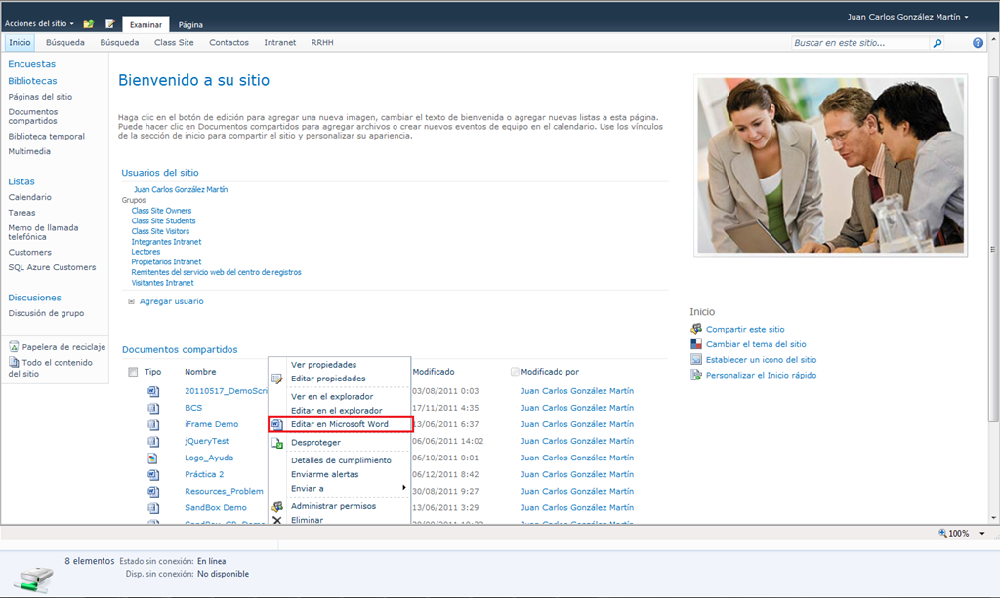 Acciones del sitio
Examinar
Página
Juan Carlos González Martín
Inicio
Búsqueda
Búsqueda
Class Site
Contactos
Intranet
RRHH
Buscar en este sitio...
Encuestas
Bibliotecas
Páginas del sitio
Documentos
compartidos
Biblioteca temporal
Multimedia
Listas
Calendario
Tareas
Memo de llamada
telefónica
Customers
SQL Azure Customers
Discusiones
Discusión de grupo
Papelera de reciclaje
Todo el contenido
del sitio
Bienvenido a su sitio
Haga clic en el botón de edición para agregar una nueva imagen, cambiar el texto de bienvenida o agregar nuevas listas a esta página.
Puede hacer clic en Documentos compartidos para agregar archivos o crear nuevos eventos de equipo en el calendario. Use los vínculos
de la sección de inicio para compartir el sitio y personalizar su apariencia.
Usuarios del sitio
Juan Carlos González Martín
Grupos
Class Site Owners
Class Site Students
Class Site Visitors
Integrantes Intranet
Lectores
Propietarios Intranet
Remitentes del servicio web del centro de registros
Visitantes Intranet
Agregar usuario
Inicio
Compartir este sitio
Cambiar el tema del sitio
Establecer un icono del sitio
Personalizar el Inicio rápido
Documentos compartidos
Tipo Nombre Modificado Modificado por
20110517_DemoScri 03/08/2011 0:03 Juan Carlos González Martín
BCS 17/11/2011 4:35 Juan Carlos González Martín
iFrame Demo 13/06/2011 6:37 Juan Carlos González Martín
jQueryTest 06/06/2011 14:02 Juan Carlos González Martín
Logo_Ayuda 06/10/2011 0:01 Juan Carlos González Martín
Práctica 2 06/12/2011 8:42 Juan Carlos González Martín
Resources_Problem 30/08/2011 9:27 Juan Carlos González Martín
SandBox Demo 13/06/2011 3:29 Juan Carlos González Martín
Juan Carlos González Martín
Ver propiedades
Editar propiedades
Ver en el explorador
Editar en el explorador
Editar en Microsoft Word
Desproteger
Detalles de cumplimiento
Enviarme alertas
Enviar a
Administrar permisos
Eliminar
100%
8 elementos Estado sin conexión: En línea
Disp. sin conexión: No disponible